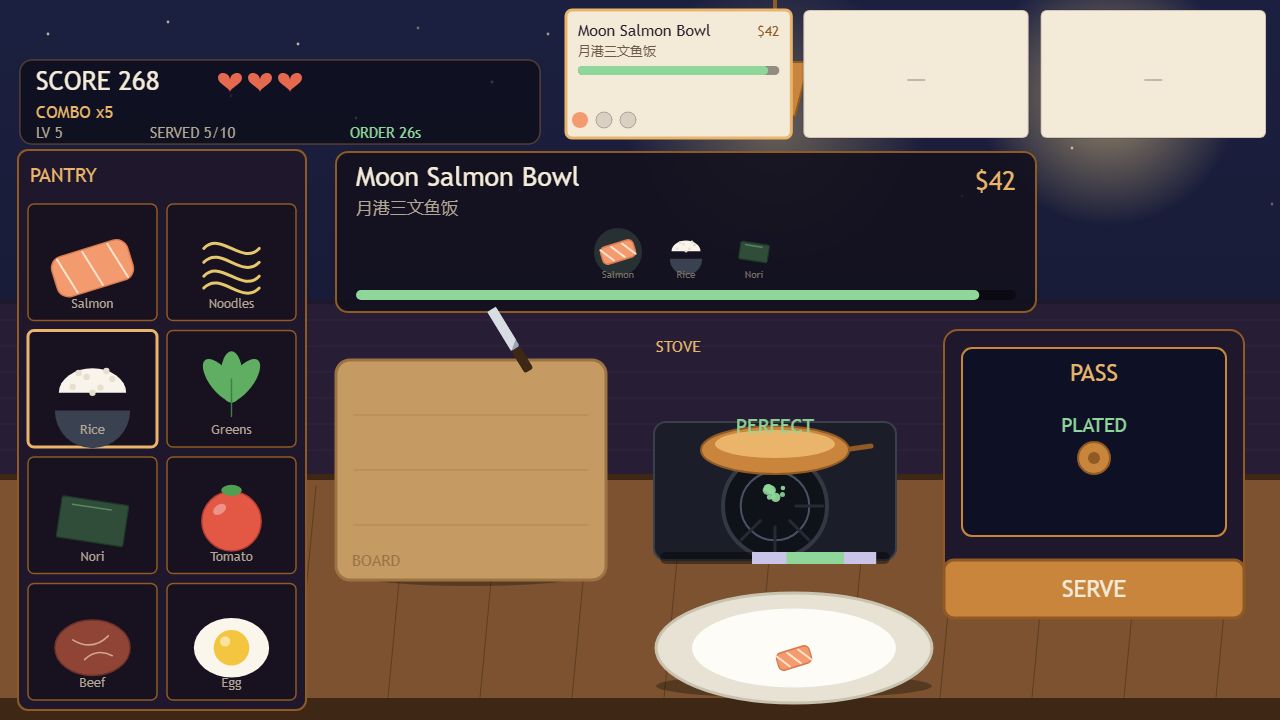 Moon Salmon Bowl $42
月港三文鱼饭
—
—
SCORE 268
COMBO x5
LV 5 SERVED 5/10 ORDER 26s
PANTRY
Salmon
Noodles
Rice
Greens
Nori
Tomato
Beef
Egg
Moon Salmon Bowl $42
月港三文鱼饭
Salmon Rice Nori
BOARD
STOVE
PERFECT
PASS
PLATED
SERVE